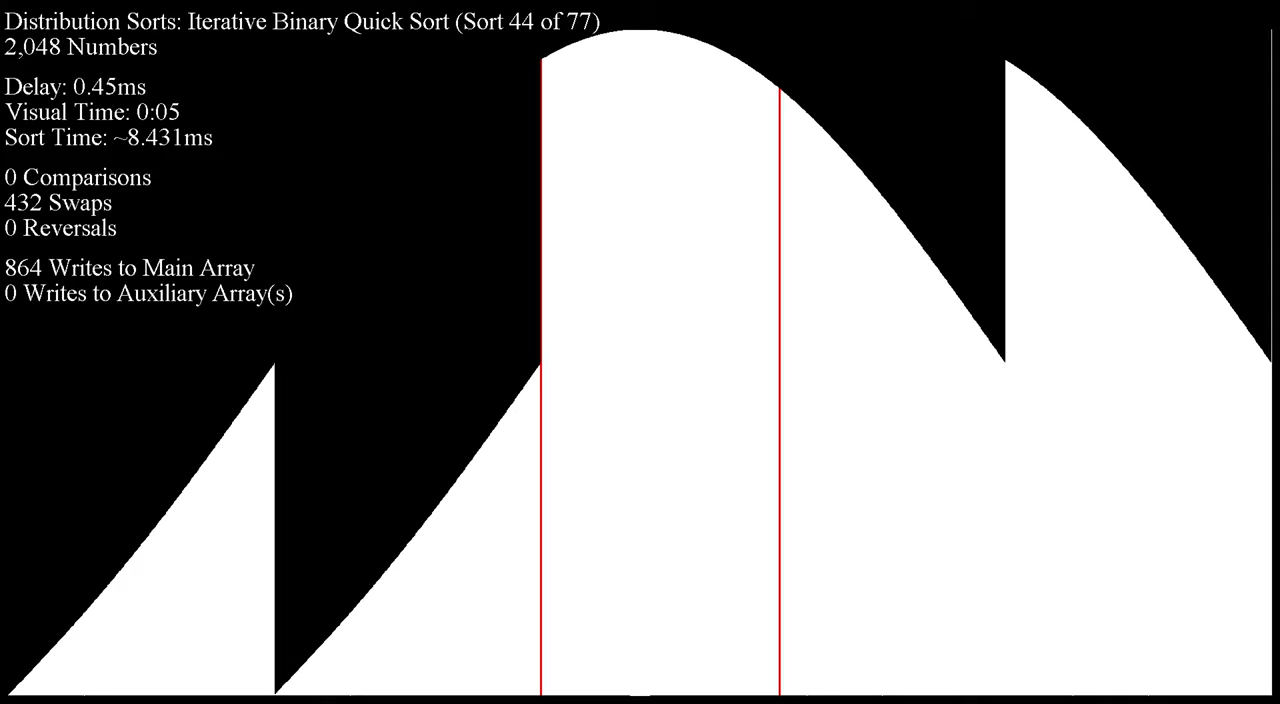 Distribution Sorts: Iterative Binary Quick Sort (Sort 44 of 77)
2,048 Numbers
Delay: 0.45ms
Visual Time: 0:05
Sort Time: ~8.431ms
0 Comparisons
432 Swaps
0 Reversals
864 Writes to Main Array
0 Writes to Auxiliary Array(s)